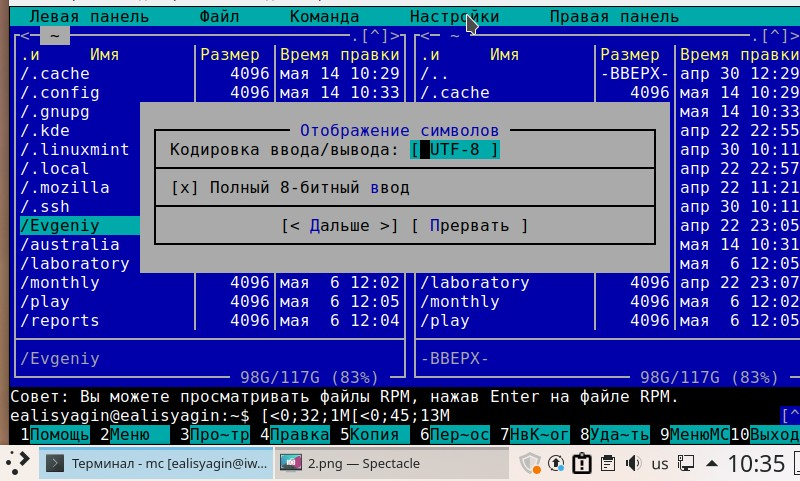 Левая панель Файл Команда Настройки Правая панель
<- ~ .[^]> <- ~ .[^]>
.и Имя Размер Время правки .и Имя Размер Время правки
/.cache 4096 мая 14 10:29 /.. -ВВЕРХ- апр 30 12:29
/.config 4096 мая 14 10:33 /.cache 4096 мая 14 10:29
/.gnupg мая 14 10:33
/.kde Отображение символов апр 22 22:55
/.linuxmint Кодировка ввода/вывода: [ UTF-8 ] апр 30 10:11
/.local апр 22 22:57
/.mozilla [x] Полный 8-битный ввод апр 22 11:21
/.ssh апр 30 10:11
/Evgeniy [< Дальше >] [ Прервать ] апр 22 23:05
/australia мая 14 10:31
/laboratory мая 6 12:05
/monthly 4096 мая 6 12:02 /laboratory 4096 апр 22 23:07
/play 4096 мая 6 12:05 /monthly 4096 мая 6 12:02
/reports 4096 мая 6 12:04 /play 4096 мая 6 12:05
/Evgeniy -ВВЕРХ-
98G/117G (83%) 98G/117G (83%)
Совет: Вы можете просматривать файлы RPM, нажав Enter на файле RPM.
ealisyagin@ealisyagin:~$ [<0;32;1M[<0;45;13M [^
1Помощь 2Меню 3Про~тр 4Правка 5Копия 6Пер~ос 7НвК~ог 8Уда~ть 9МенюMC 10Выход
Терминал - mc [ealisyagin@iw... 2.png — Spectacle us 10:35